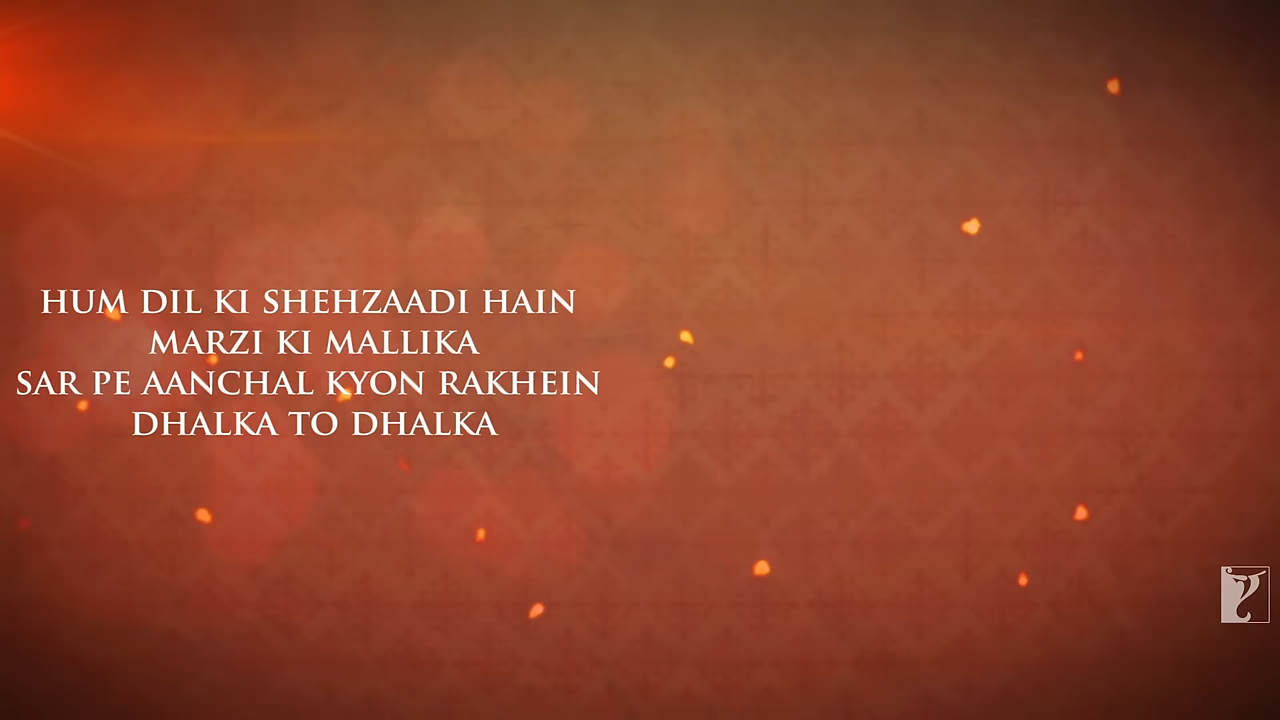 HUM DIL KI SHEHZAADI HAIN
MARZI KI MALLIKA
SAR PE AANCHAL KYON RAKHEIN
DHALKA TO DHALKA